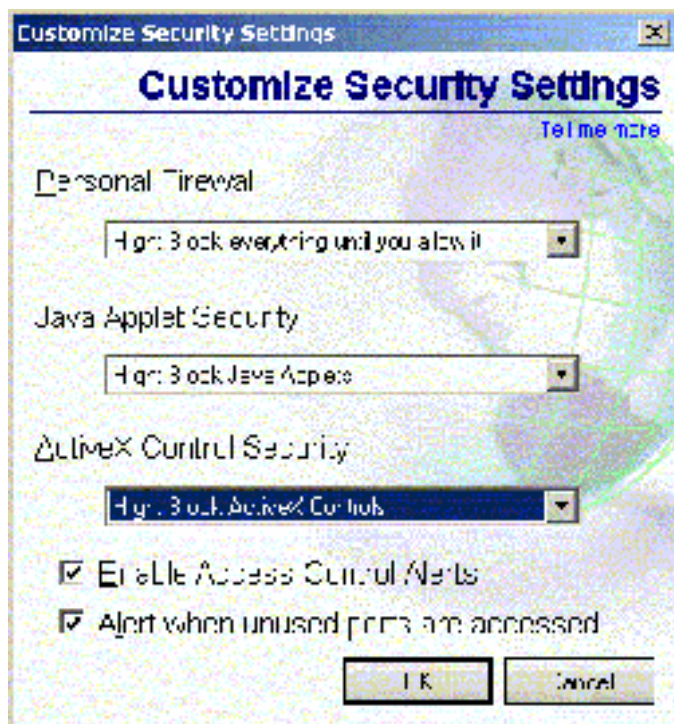 Customize Security Settings
Customize Security Settings
Tell me more
Personal Firewall
High: Block everything until you allow it
Java Applet Security
High: Block Java Applets
ActiveX Control Security
High: Block ActiveX Controls
Enable Access Control Alerts
Alert when unused ports are accessed
OK
Cancel